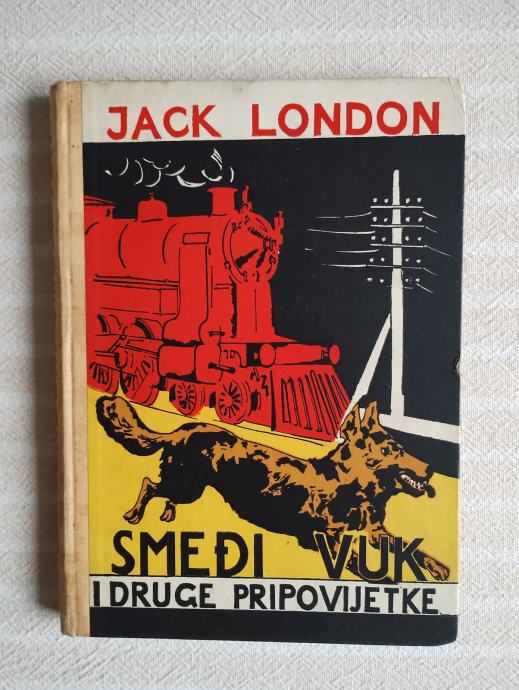 JACK LONDON
SMEĐI VUK
I DRUGE PRIPOVIJETKE